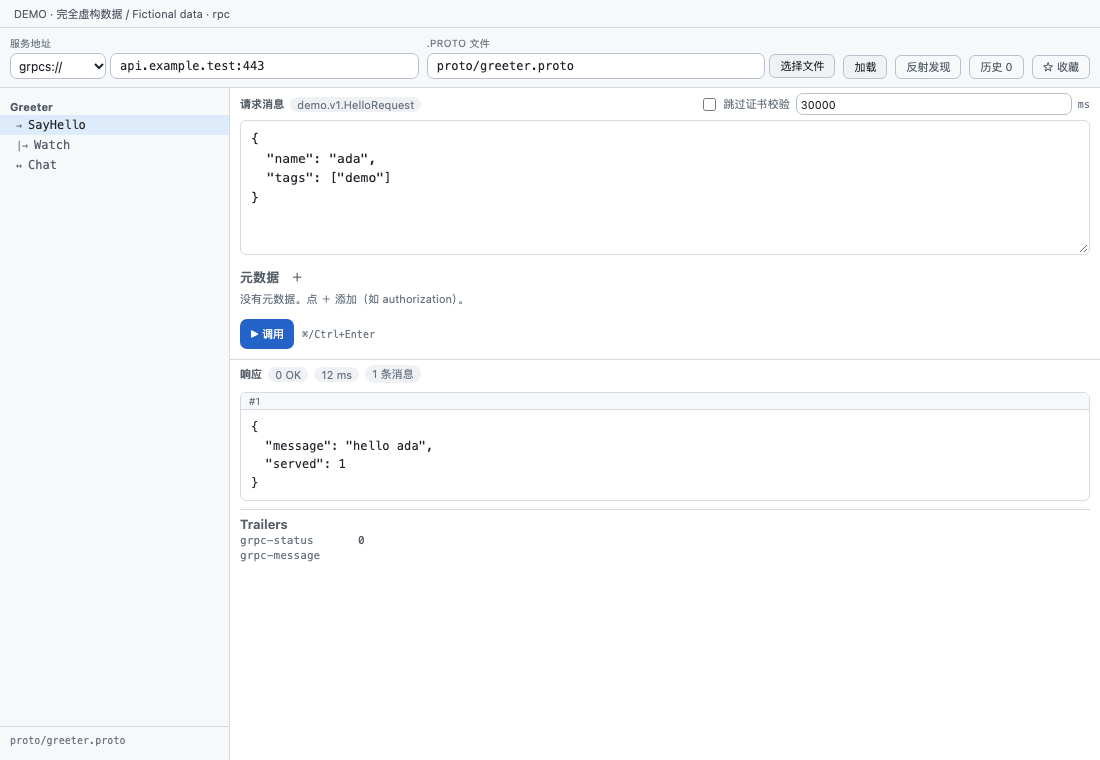 DEMO · 完全虚构数据 / Fictional data · rpc
服务地址
.PROTO 文件
grpcs://
api.example.test:443
proto/greeter.proto
选择文件
加载
反射发现
历史 0
☆ 收藏
Greeter
→ SayHello
|→ Watch
↔ Chat
请求消息 demo.v1.HelloRequest
跳过证书校验 30000 ms
{
  "name": "ada",
  "tags": ["demo"]
}
元数据 +
没有元数据。点 + 添加（如 authorization）。
▶ 调用 ⌘/Ctrl+Enter
响应 0 OK 12 ms 1 条消息
#1
{
  "message": "hello ada",
  "served": 1
}
Trailers
grpc-status 0
grpc-message
proto/greeter.proto